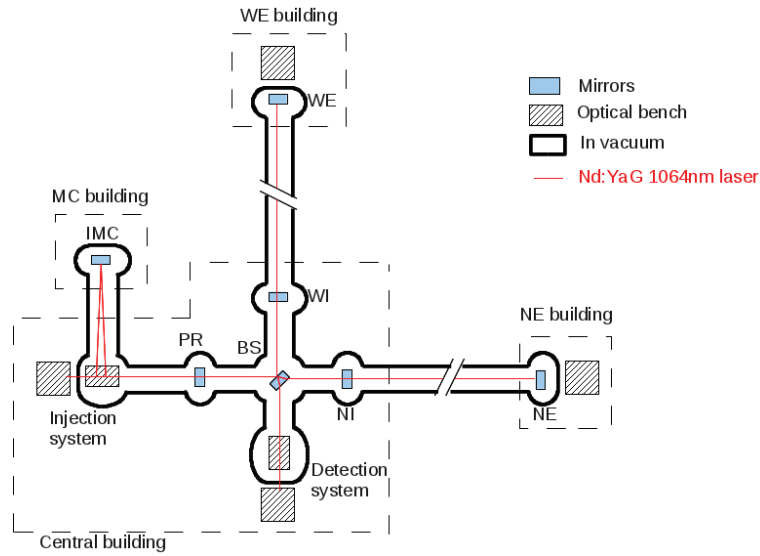 WE building
WE
Mirrors
Optical bench
In vacuum
Nd:YaG 1064nm laser
MC building
IMC
WI
NE building
PR
BS
NI
NE
Injection
system
Detection
system
Central building